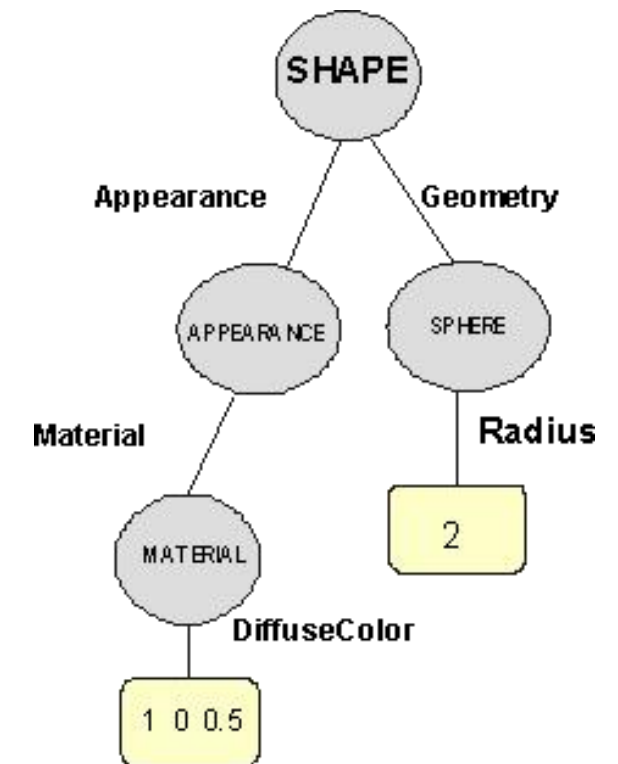 SHAPE
Appearance
Geometry
APPEARANCE
SPHERE
Material
Radius
2
MATERIAL
DiffuseColor
1 0 0.5